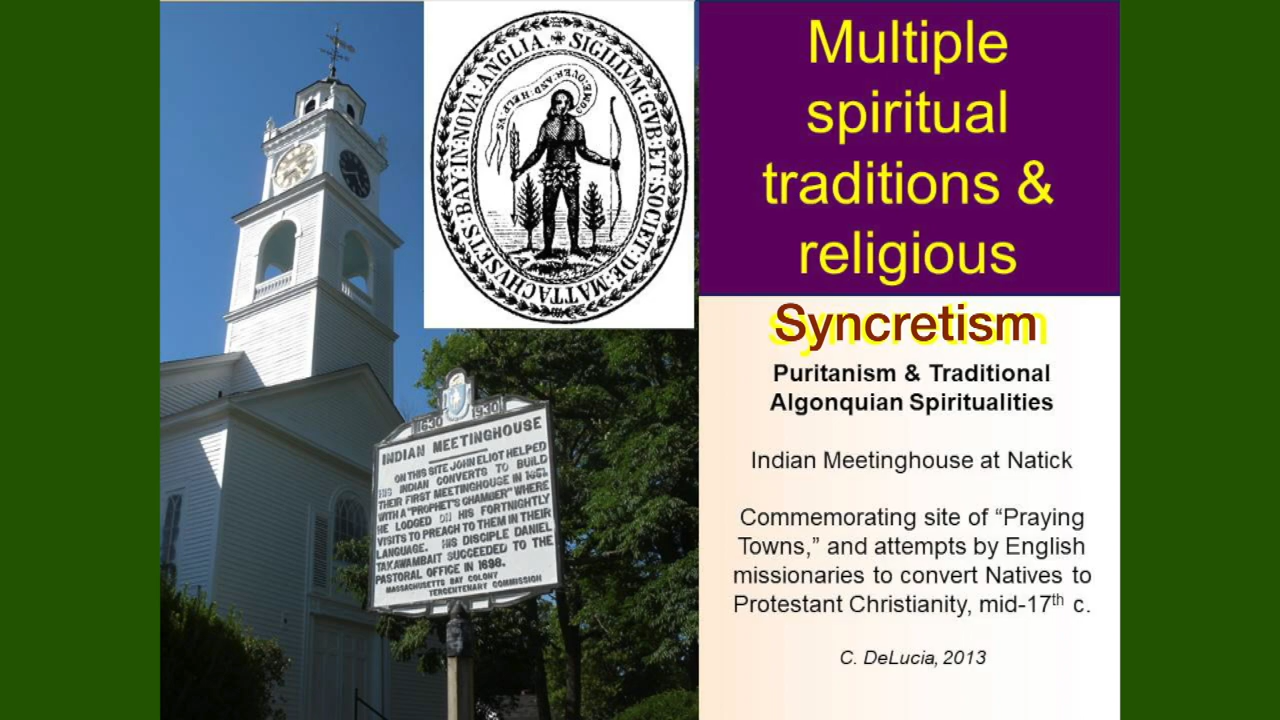 SIGILLVM·GVB·ET·SOCIET·DE·MATTACHVSETS·BAY·IN·NOVA·ANGLIA·
COME·OVER·AND·HELP·US
1630 1930
INDIAN MEETINGHOUSE
ON THIS SITE JOHN ELIOT HELPED
HIS INDIAN CONVERTS TO BUILD
THEIR FIRST MEETINGHOUSE IN 1651,
WITH A "PROPHET'S CHAMBER" WHERE
HE LODGED ON HIS FORTNIGHTLY
VISITS TO PREACH TO THEM IN THEIR
LANGUAGE. HIS DISCIPLE DANIEL
TAKAWAMBAIT SUCCEEDED TO THE
PASTORAL OFFICE IN 1698.
MASSACHUSETTS BAY COLONY
TERCENTENARY COMMISSION
Multiple
spiritual
traditions &
religious
Syncretism
Puritanism & Traditional
Algonquian Spiritualities
Indian Meetinghouse at Natick
Commemorating site of “Praying
Towns,” and attempts by English
missionaries to convert Natives to
Protestant Christianity, mid-17th c.
C. DeLucia, 2013